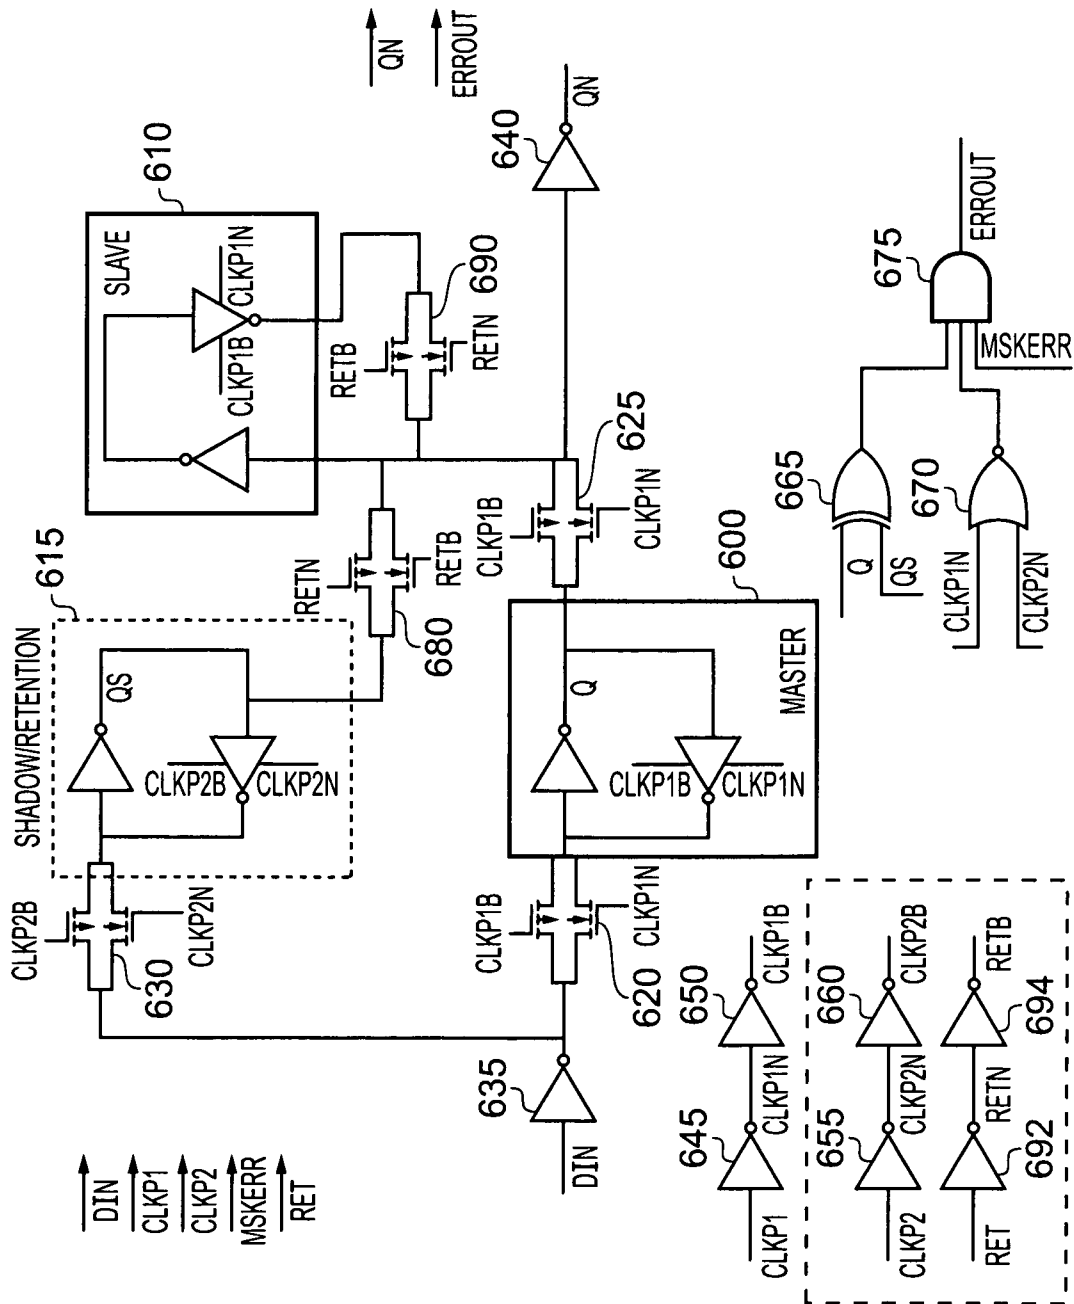 DIN
CLKP1
CLKP2
MSKERR
RET
QN
ERROUT
SHADOW/RETENTION
615
CLKP2B
CLKP2N
630
QS
CLKP2B
CLKP2N
SLAVE
610
CLKP1B
CLKP1N
RETB
RETN
690
RETN
RETB
680
DIN
635
CLKP1B
CLKP1N
620
MASTER
600
Q
CLKP1B
CLKP1N
CLKP1B
CLKP1N
625
640
QN
CLKP1
645
CLKP1N
650
CLKP1B
CLKP2
655
CLKP2N
660
CLKP2B
RET
692
RETN
694
RETB
Q
QS
665
CLKP1N
CLKP2N
670
MSKERR
675
ERROUT